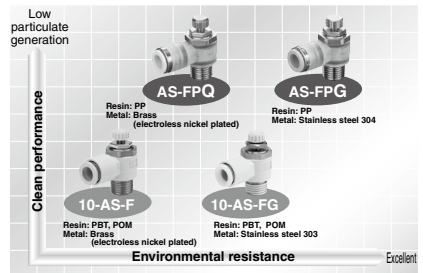 Low
particulate
generation
AS-FPQ
AS-FPG
Resin: PP
Metal: Brass
(electroless nickel plated)
Resin: PP
Metal: Stainless steel 304
Clean performance
10-AS-F
10-AS-FG
Resin: PBT, POM
Metal: Brass
(electroless nickel plated)
Resin: PBT, POM
Metal: Stainless steel 303
Environmental resistance
Excellent